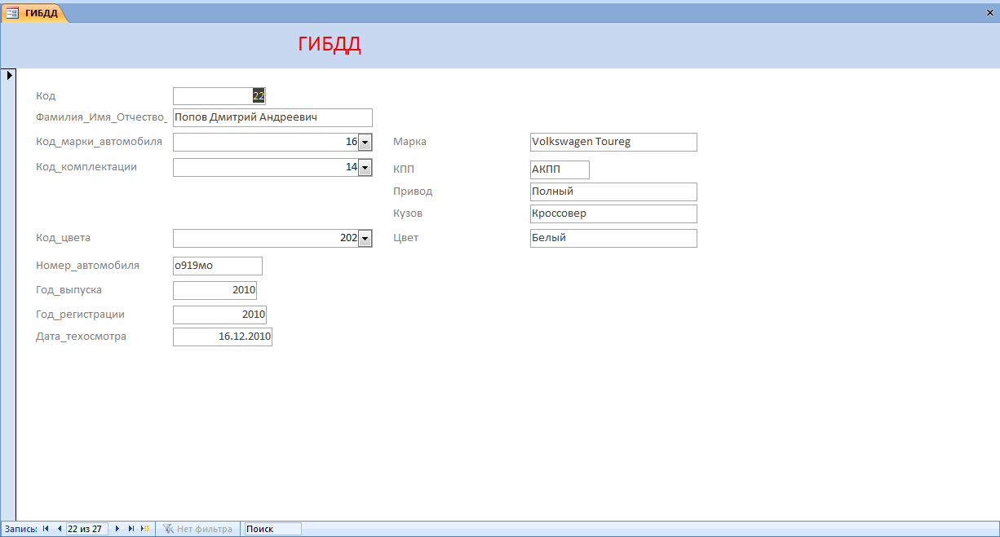 ГИБДД
ГИБДД
Код 22
Фамилия_Имя_Отчество_ Попов Дмитрий Андреевич
Код_марки_автомобиля 16 Марка Volkswagen Toureg
Код_комплектации 14 КПП АКПП
Привод Полный
Кузов Кроссовер
Код_цвета 202 Цвет Белый
Номер_автомобиля о919мо
Год_выпуска 2010
Год_регистрации 2010
Дата_техосмотра 16.12.2010
Запись: 22 из 27 Нет фильтра Поиск